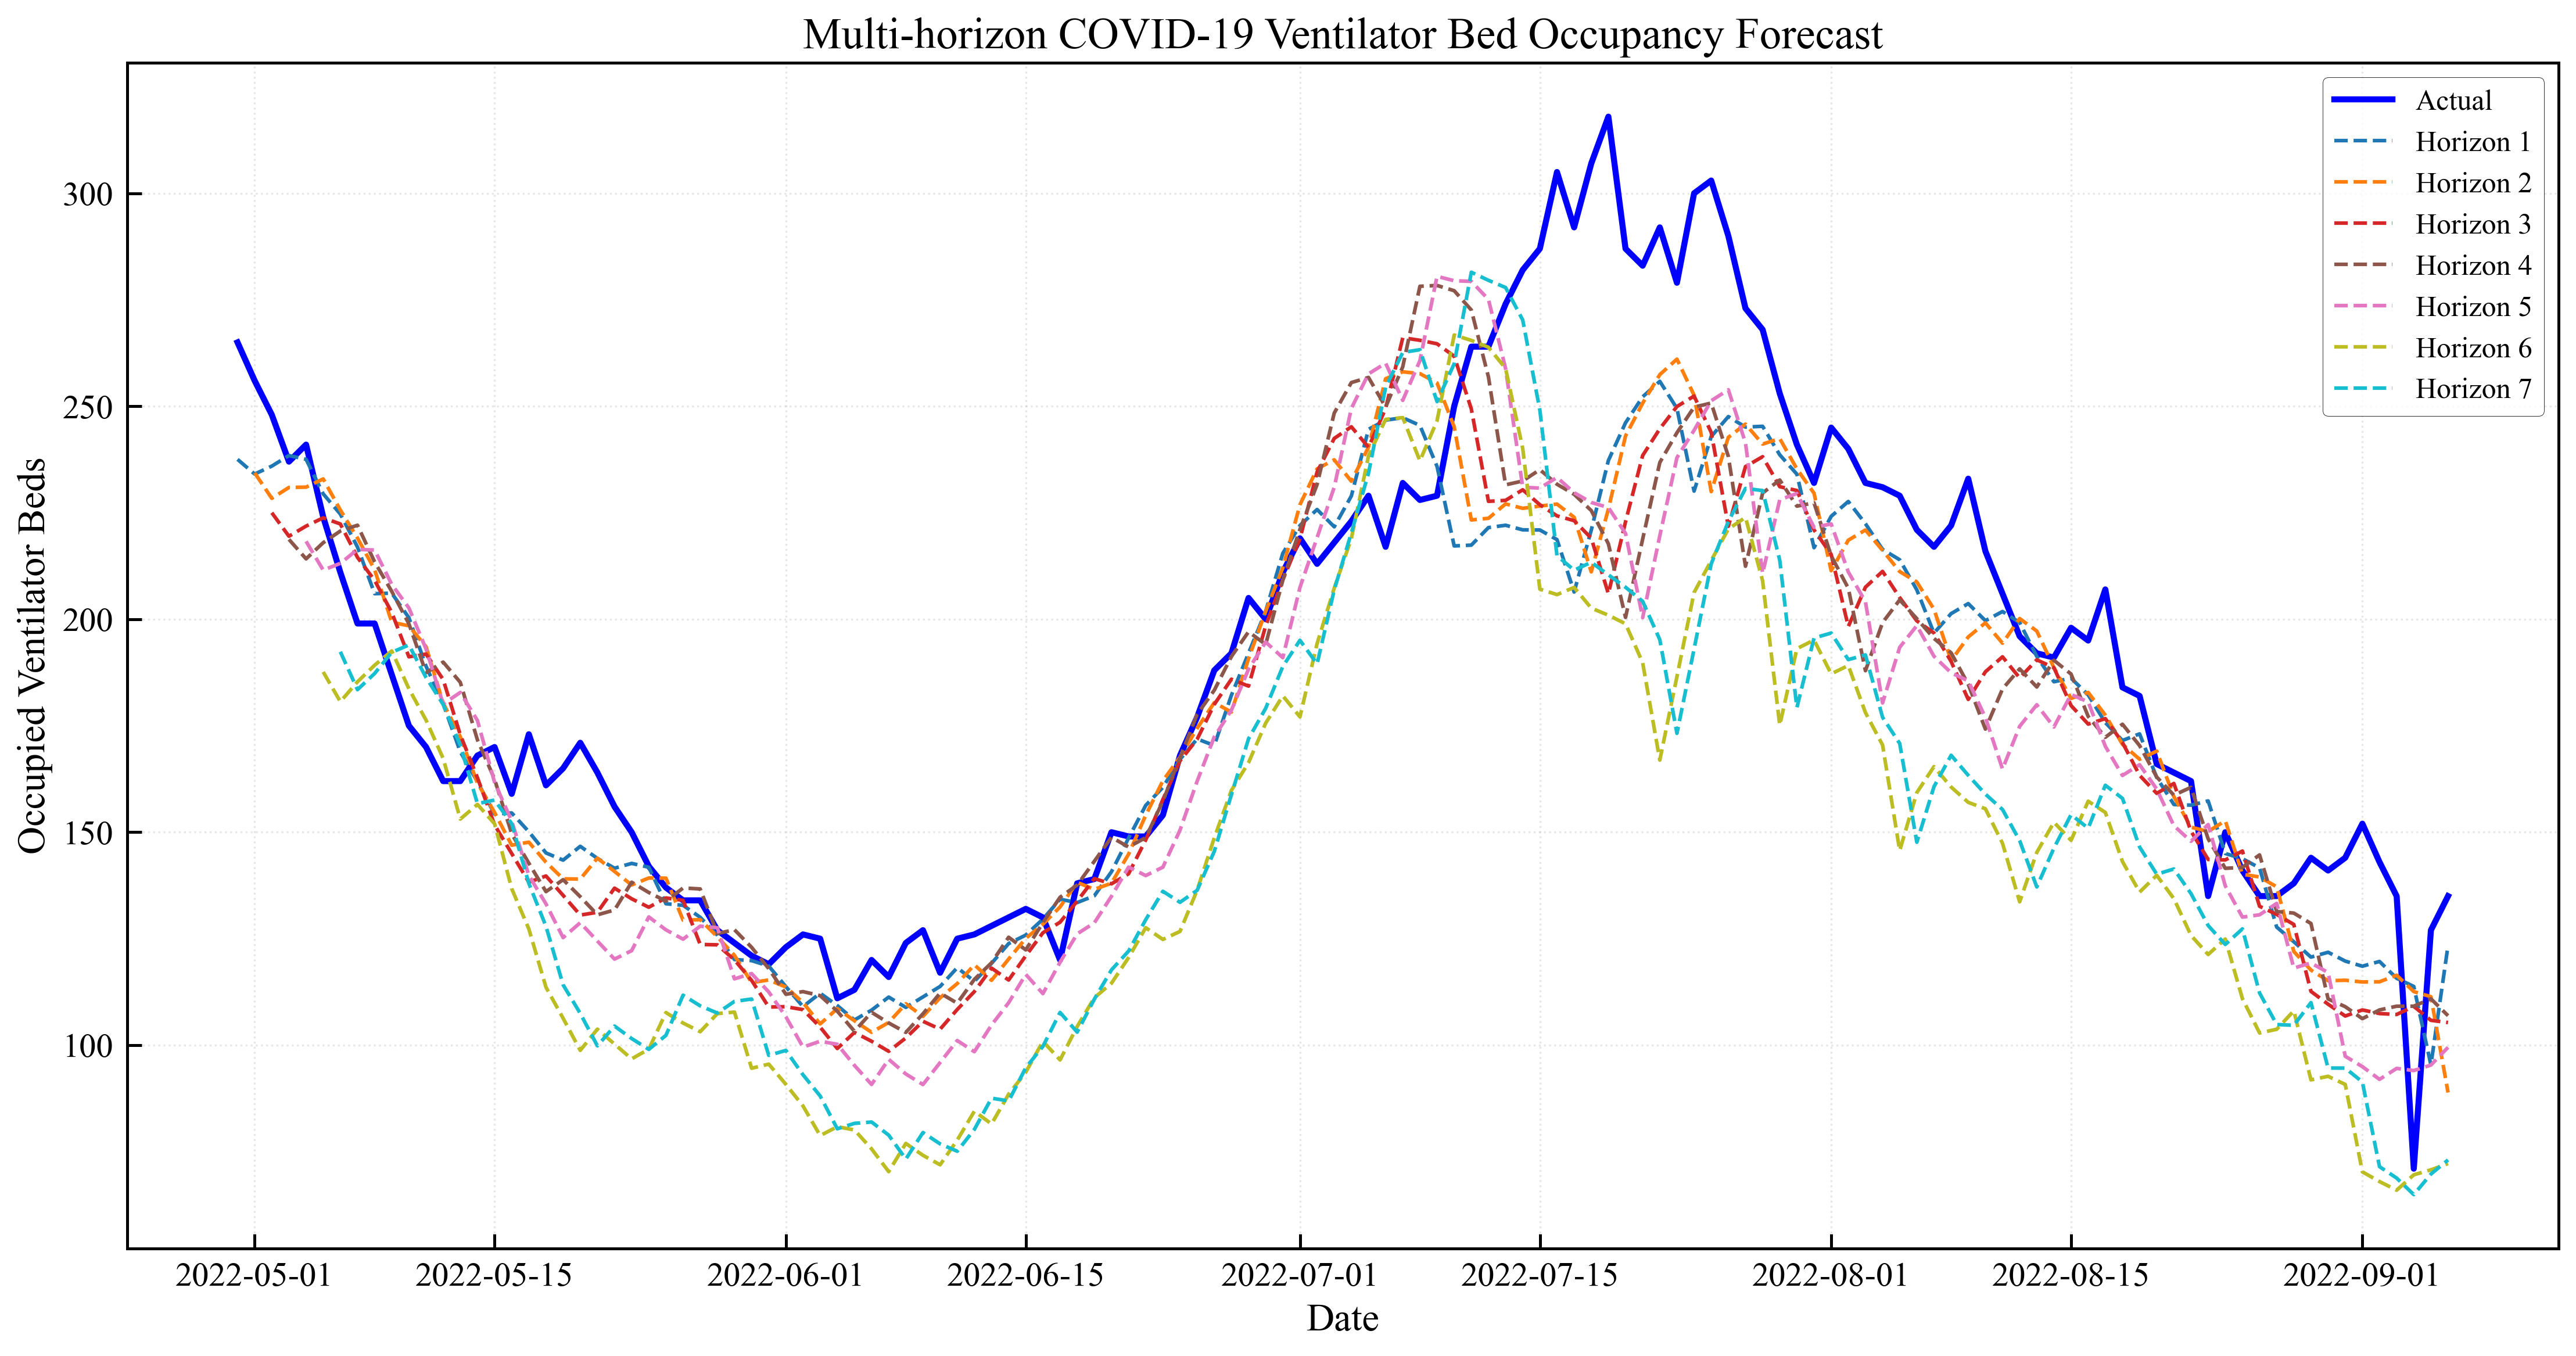 Multi-horizon COVID-19 Ventilator Bed Occupancy Forecast
Actual
Horizon 1
Horizon 2
Horizon 3
Horizon 4
Horizon 5
Horizon 6
Horizon 7
Occupied Ventilator Beds
300
250
200
150
100
2022-05-01 2022-05-15 2022-06-01 2022-06-15 2022-07-01 2022-07-15 2022-08-01 2022-08-15 2022-09-01
Date